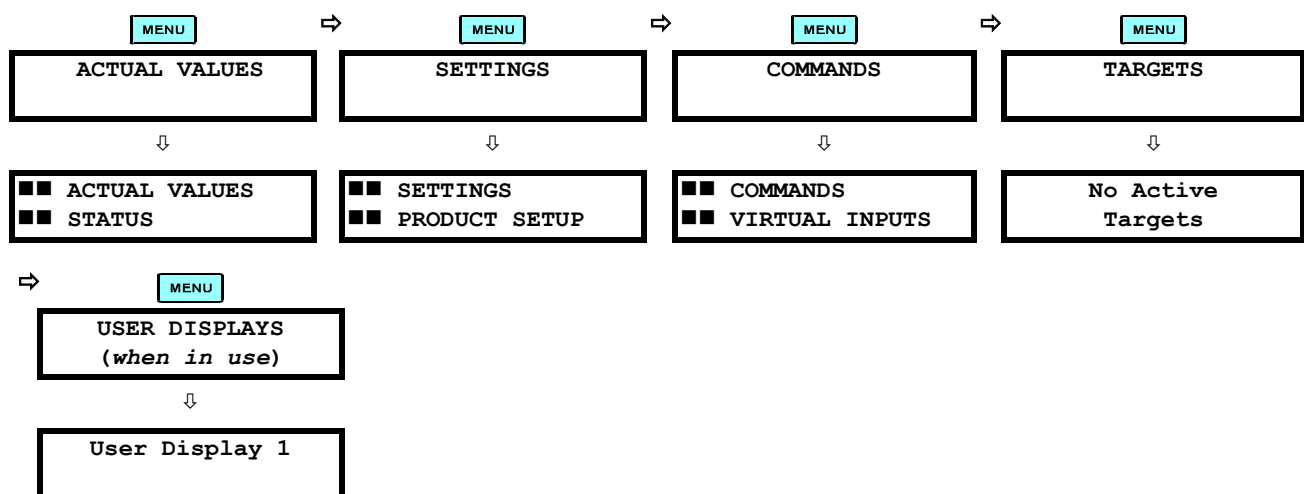 MENU
ACTUAL VALUES
MENU
SETTINGS
MENU
COMMANDS
MENU
TARGETS
ACTUAL VALUES
STATUS
SETTINGS
PRODUCT SETUP
COMMANDS
VIRTUAL INPUTS
No Active
Targets
MENU
USER DISPLAYS
(when in use)
User Display 1